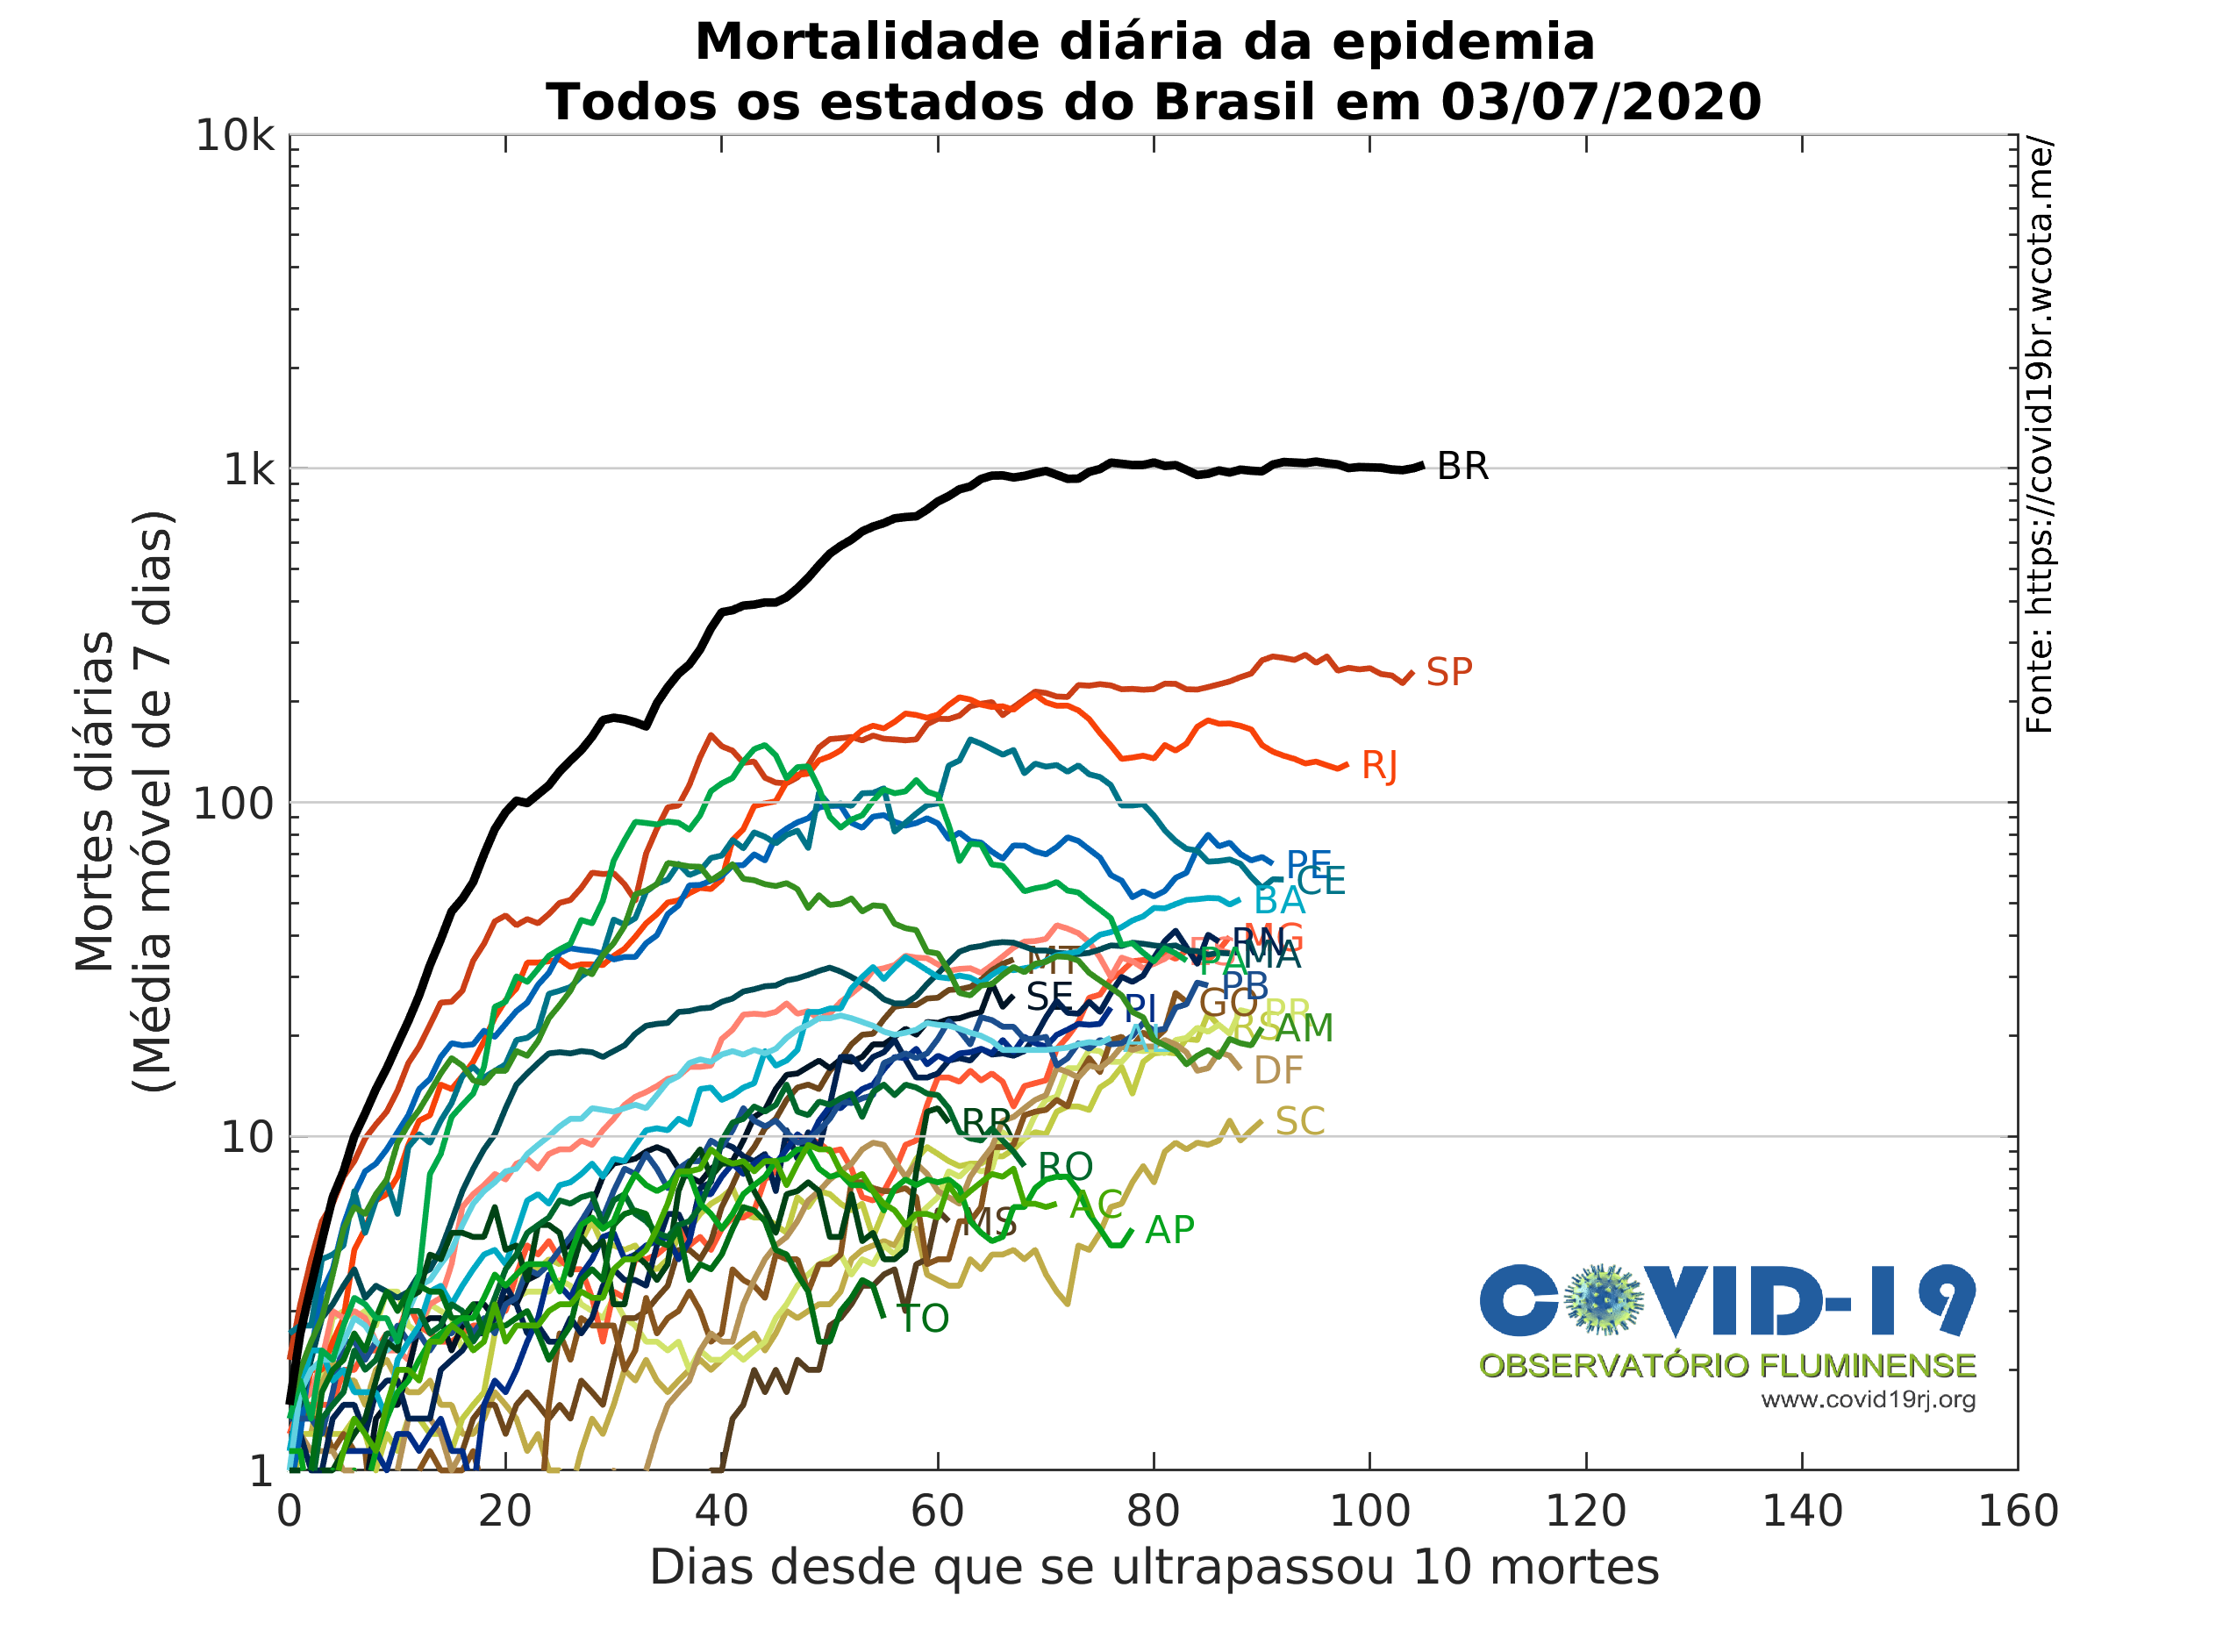 Mortalidade diária da epidemia
Todos os estados do Brasil em 03/07/2020
Mortes diárias
(Média móvel de 7 dias)
10k
1k
100
10
1
Fonte: https://covid19br.wcota.me/
BR
SP
RJ
PE
CE
BA
MG
RN
MA
PA
MT
PB
SE
GO
PI
PR
RS
AL
AM
DF
SC
RR
RO
AC
MS
AP
TO
COVID-19
OBSERVATÓRIO FLUMINENSE
www.covid19rj.org
0 20 40 60 80 100 120 140 160
Dias desde que se ultrapassou 10 mortes